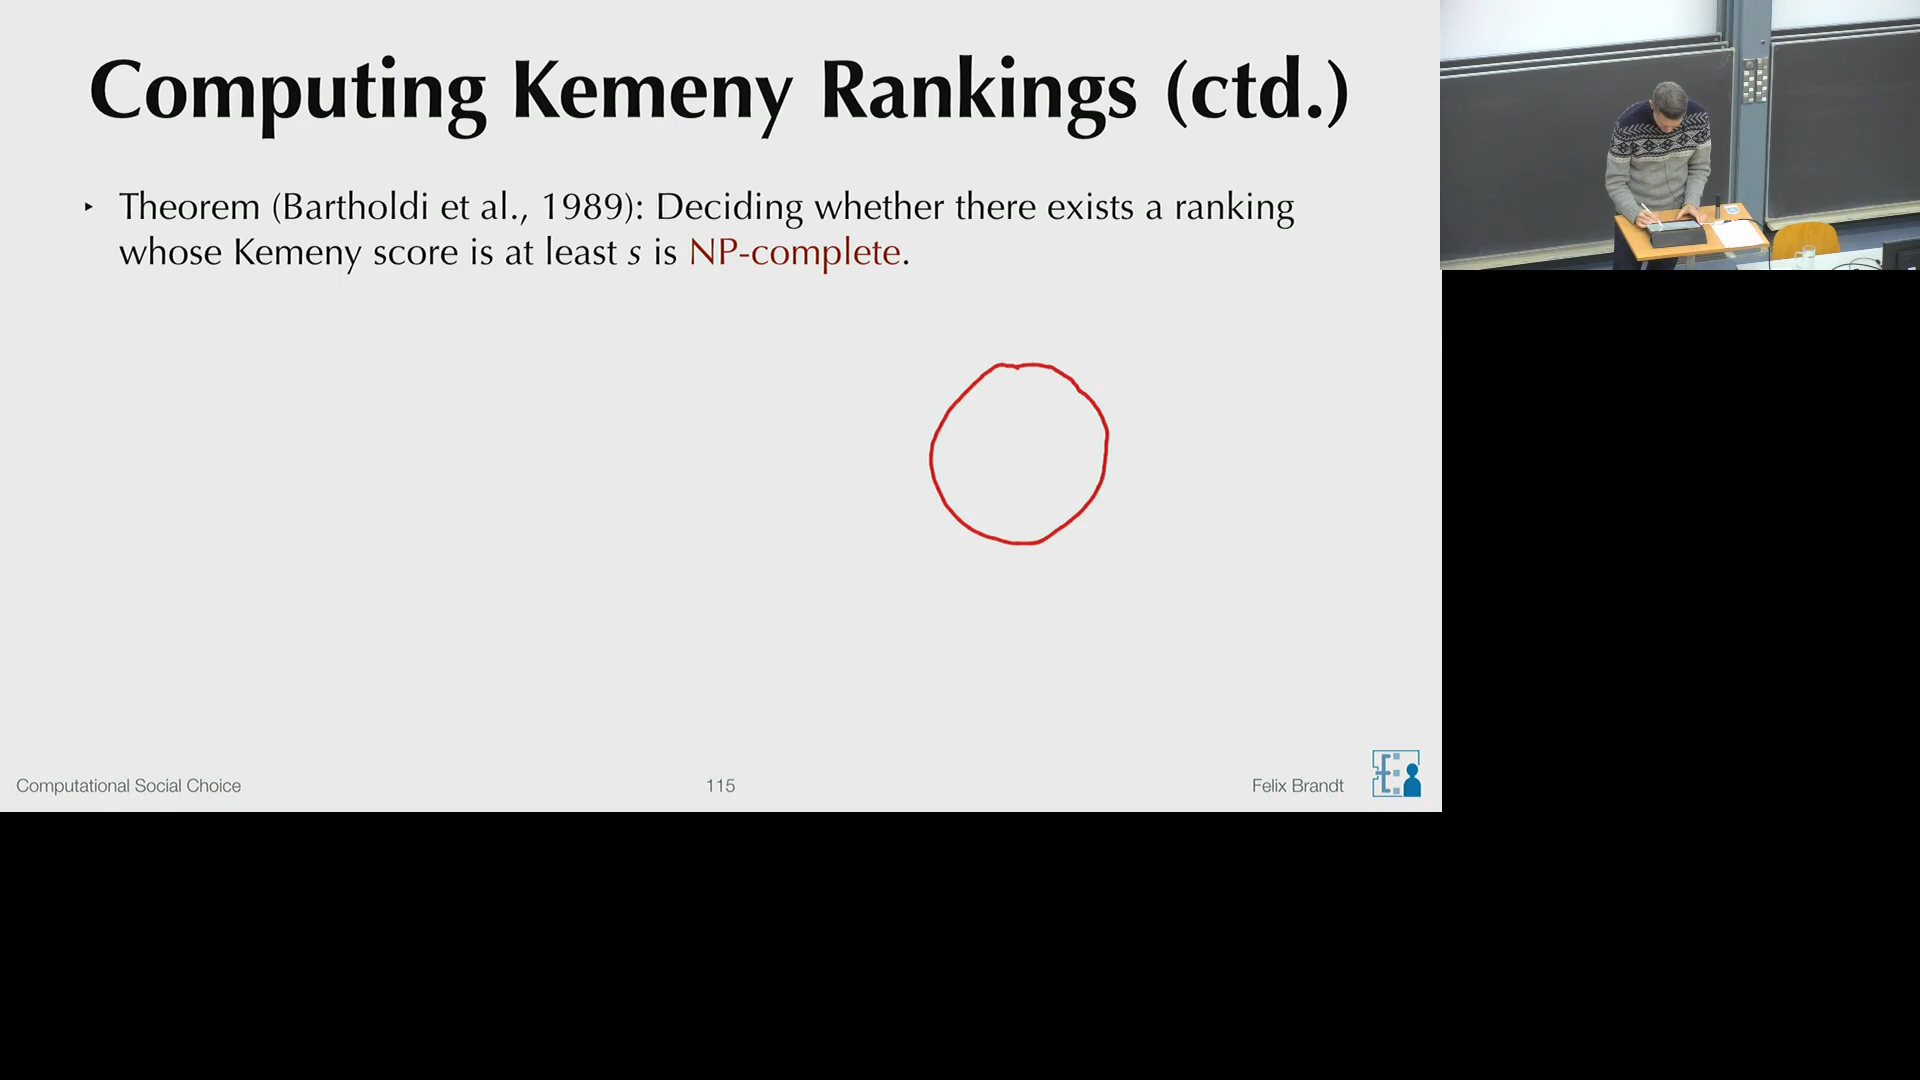 Computing Kemeny Rankings (ctd.)
‣ Theorem (Bartholdi et al., 1989): Deciding whether there exists a ranking
whose Kemeny score is at least s is NP-complete.
Computational Social Choice
115
Felix Brandt